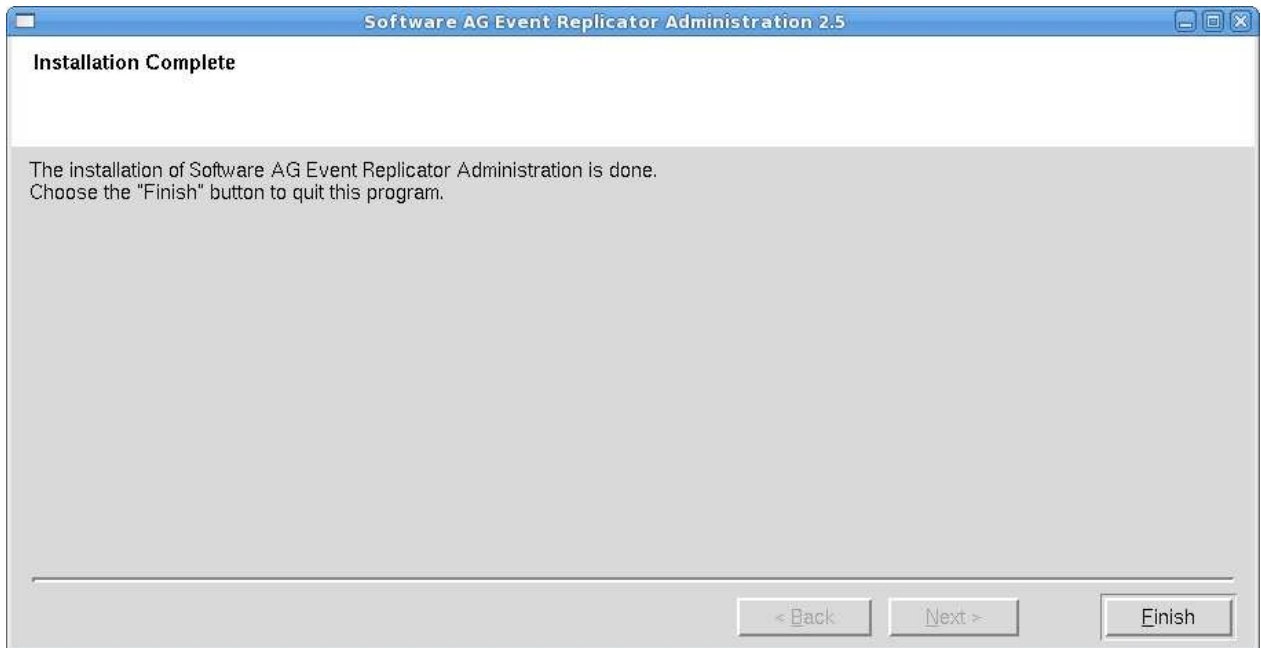 Software AG Event Replicator Administration 2.5
Installation Complete
The installation of Software AG Event Replicator Administration is done.
Choose the "Finish" button to quit this program.
< Back Next > Finish